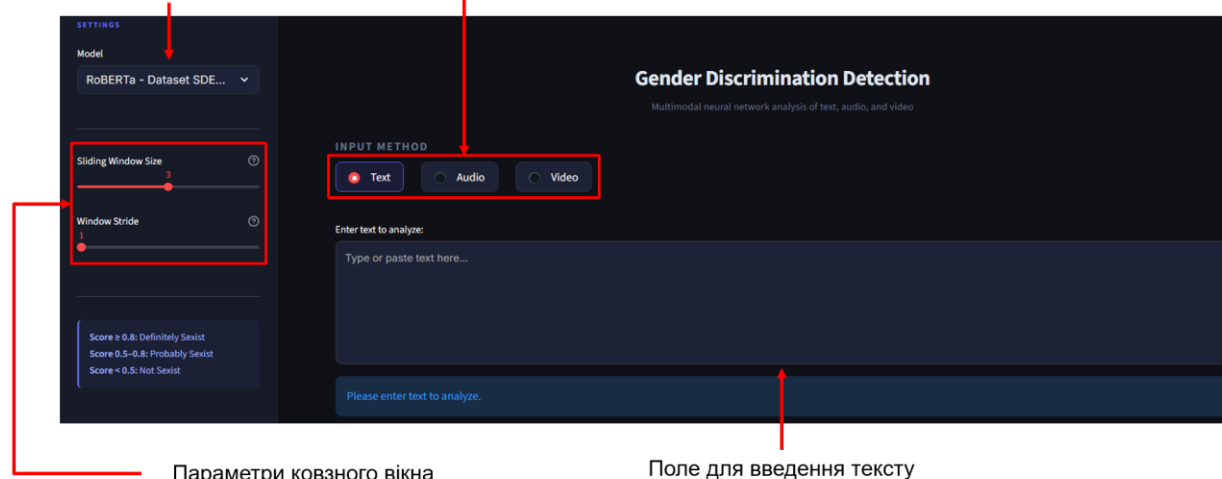 SETTINGS
Model
RoBERTa - Dataset SDE...
Sliding Window Size
3
Window Stride
1
Score ≥ 0.8: Definitely Sexist
Score 0.5–0.8: Probably Sexist
Score < 0.5: Not Sexist
Gender Discrimination Detection
Multimodal neural network analysis of text, audio, and video
INPUT METHOD
Text
Audio
Video
Enter text to analyze:
Type or paste text here...
Please enter text to analyze.
Параметри ковзного вікна
Поле для введення тексту